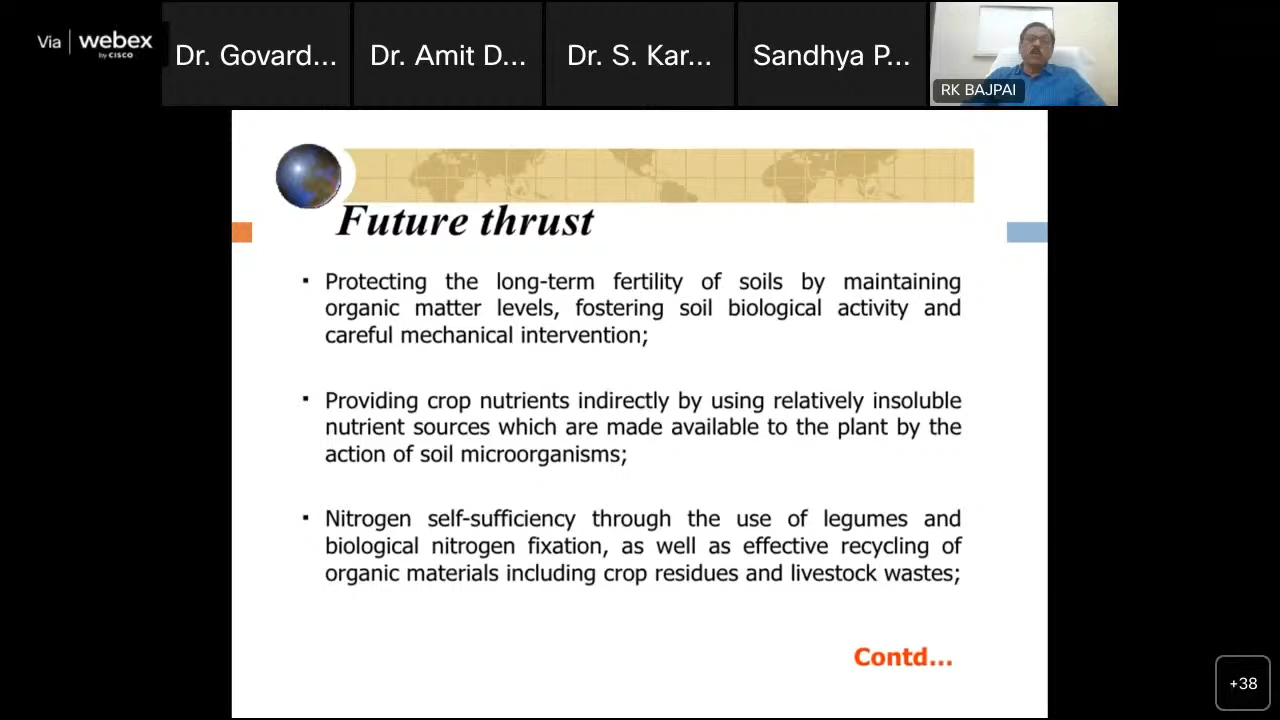 Via webex
by CISCO
Dr. Govard...
Dr. Amit D...
Dr. S. Kar...
Sandhya P...
RK BAJPAI
Future thrust
▪ Protecting the long-term fertility of soils by maintaining
organic matter levels, fostering soil biological activity and
careful mechanical intervention;
▪ Providing crop nutrients indirectly by using relatively insoluble
nutrient sources which are made available to the plant by the
action of soil microorganisms;
▪ Nitrogen self-sufficiency through the use of legumes and
biological nitrogen fixation, as well as effective recycling of
organic materials including crop residues and livestock wastes;
Contd...
+38